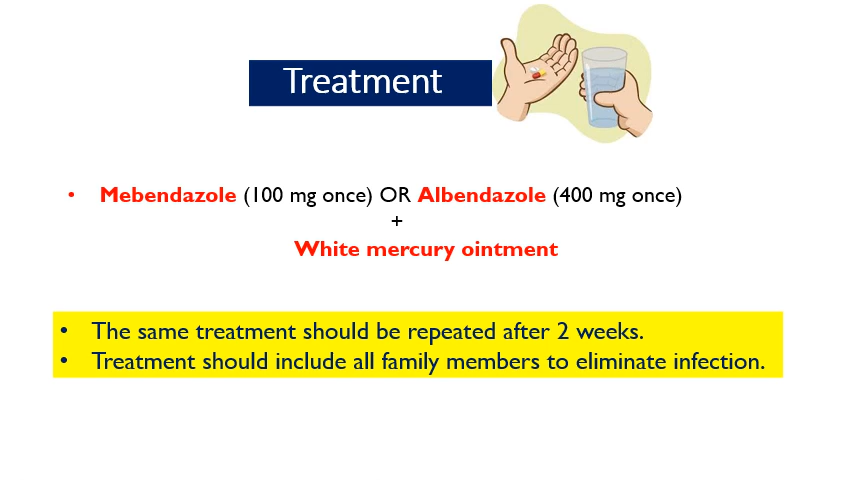 Treatment
• Mebendazole (100 mg once) OR Albendazole (400 mg once)
+
White mercury ointment
• The same treatment should be repeated after 2 weeks.
• Treatment should include all family members to eliminate infection.